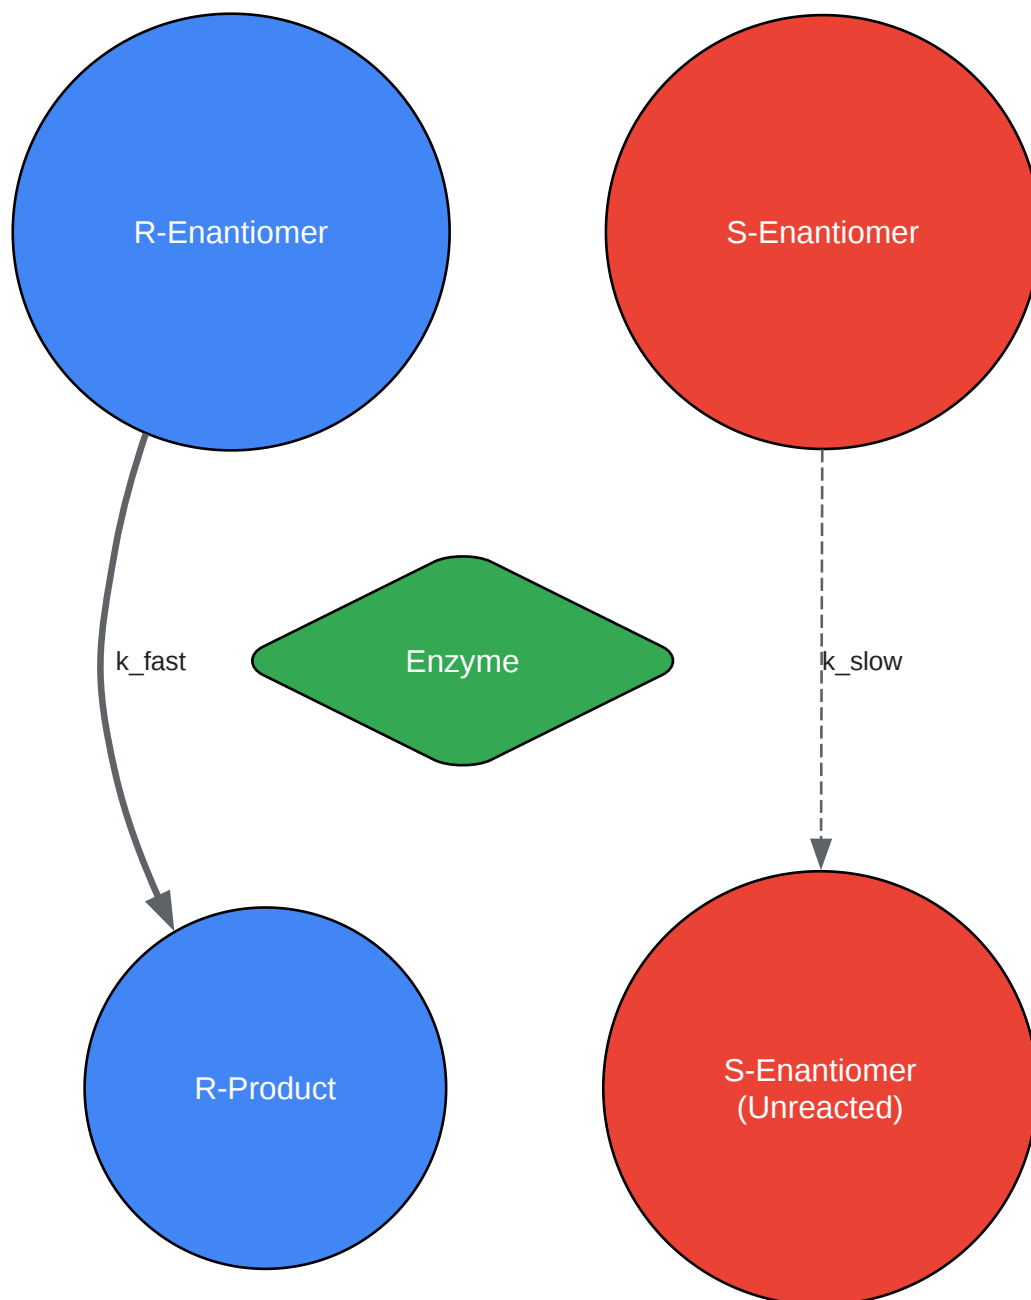 R-Enantiomer
S-Enantiomer
k_fast
Enzyme
k_slow
R-Product
S-Enantiomer
(Unreacted)